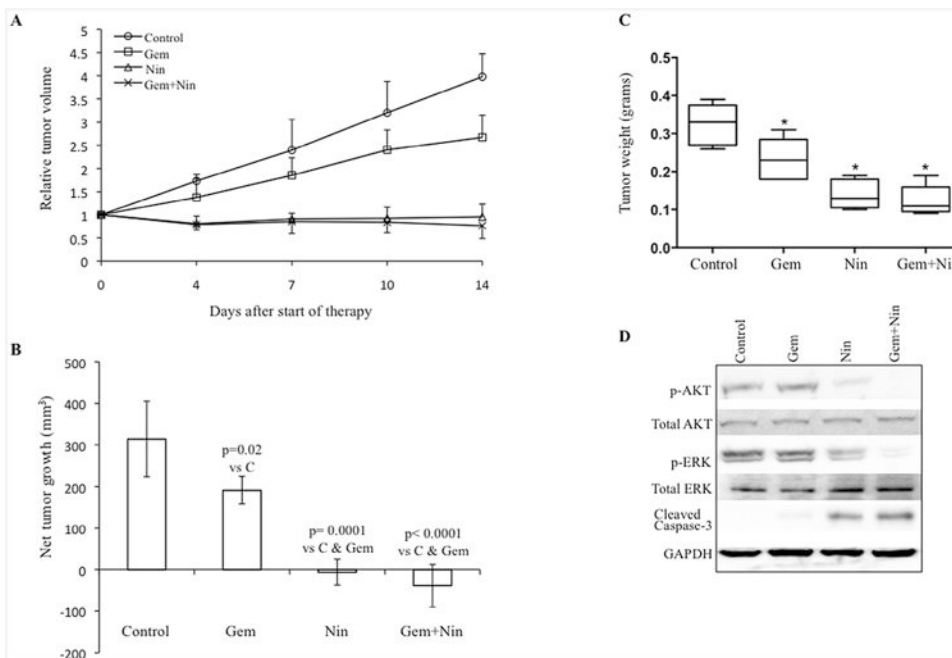 A
Control
Gem
Nin
Gem+Nin
Relative tumor volume
5
4.5
4
3.5
3
2.5
2
1.5
1
0.5
0
0
4
7
10
14
Days after start of therapy
B
Net tumor growth (mm³)
500
400
300
200
100
0
-100
-200
p=0.02
vs C
p= 0.0001
vs C & Gem
p< 0.0001
vs C & Gem
Control
Gem
Nin
Gem+Nin
C
Tumor weight (grams)
0.5
0.4
0.3
0.2
0.1
0.0
*
*
*
Control
Gem
Nin
Gem+Ni
D
Control
Gem
Nin
Gem+Nin
p-AKT
Total AKT
p-ERK
Total ERK
Cleaved
Caspase-3
GAPDH